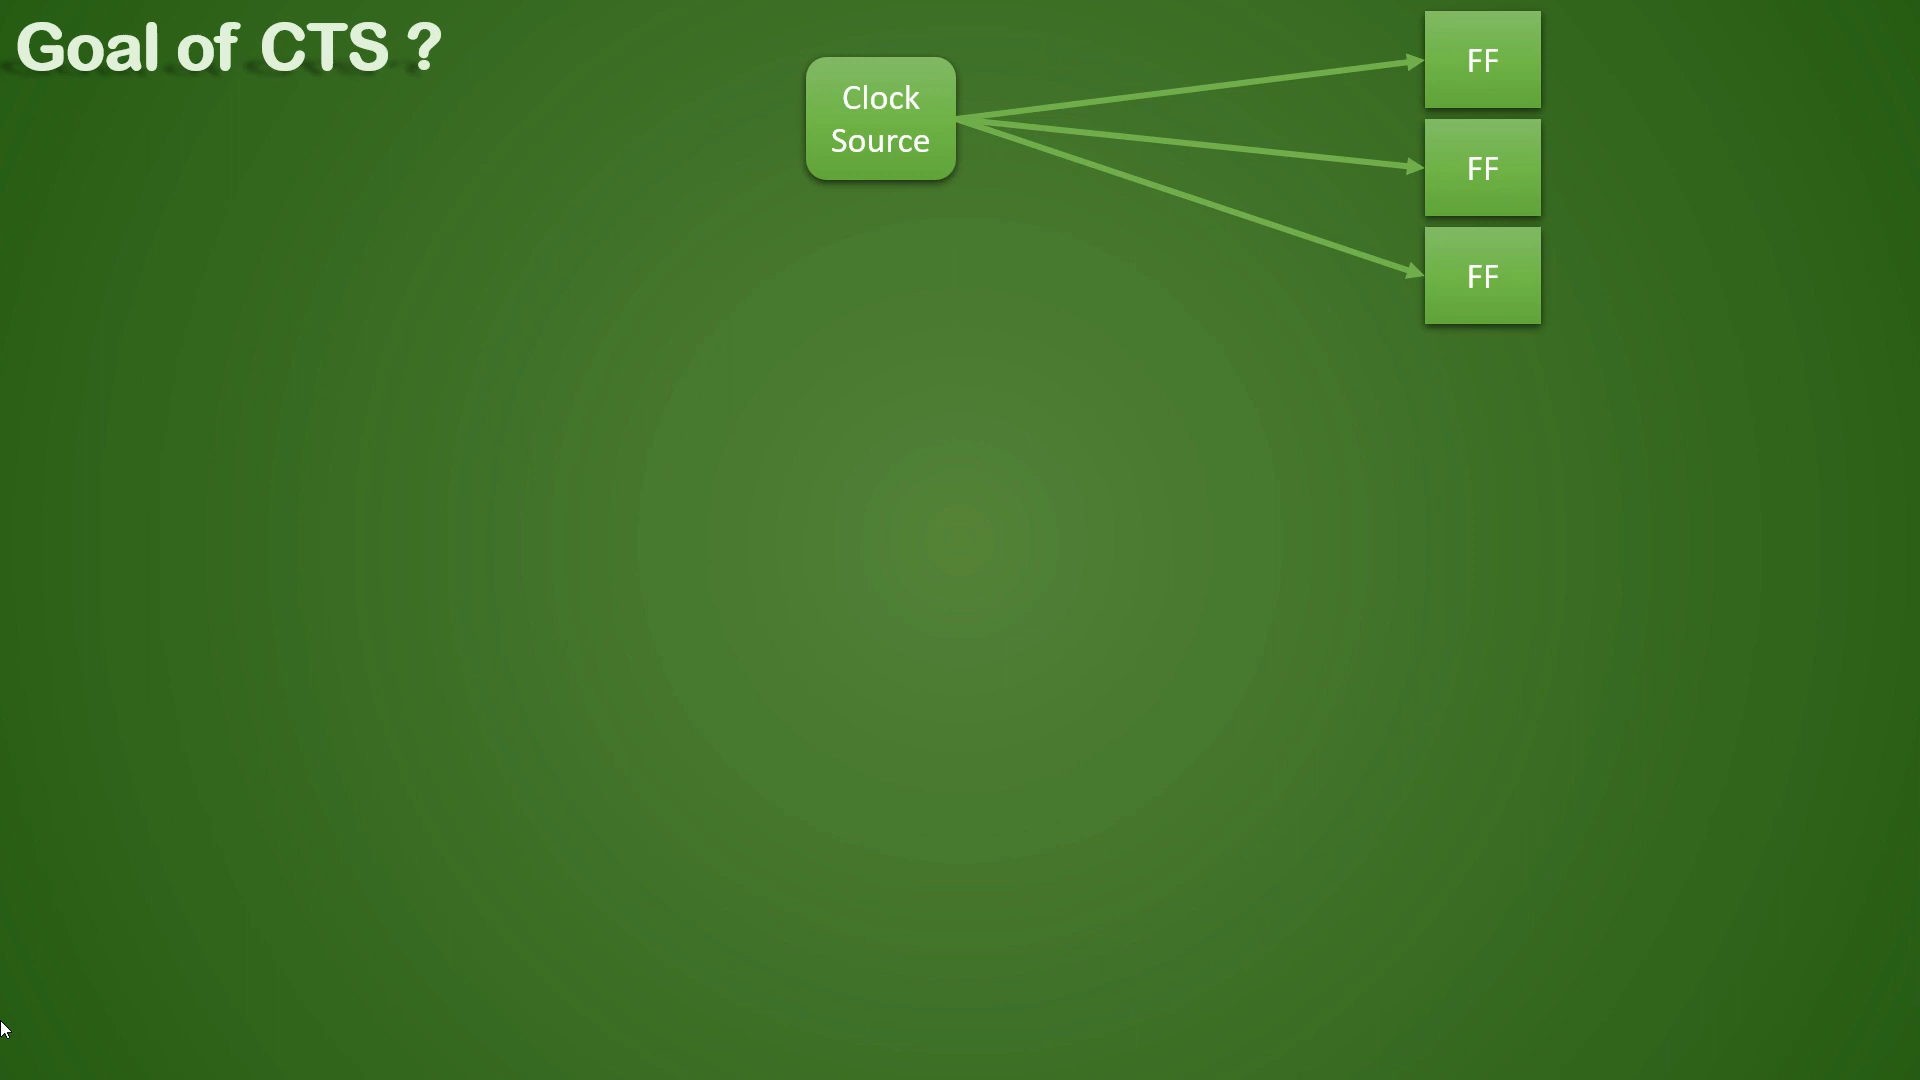 Goal of CTS ?
Clock
Source
FF
FF
FF